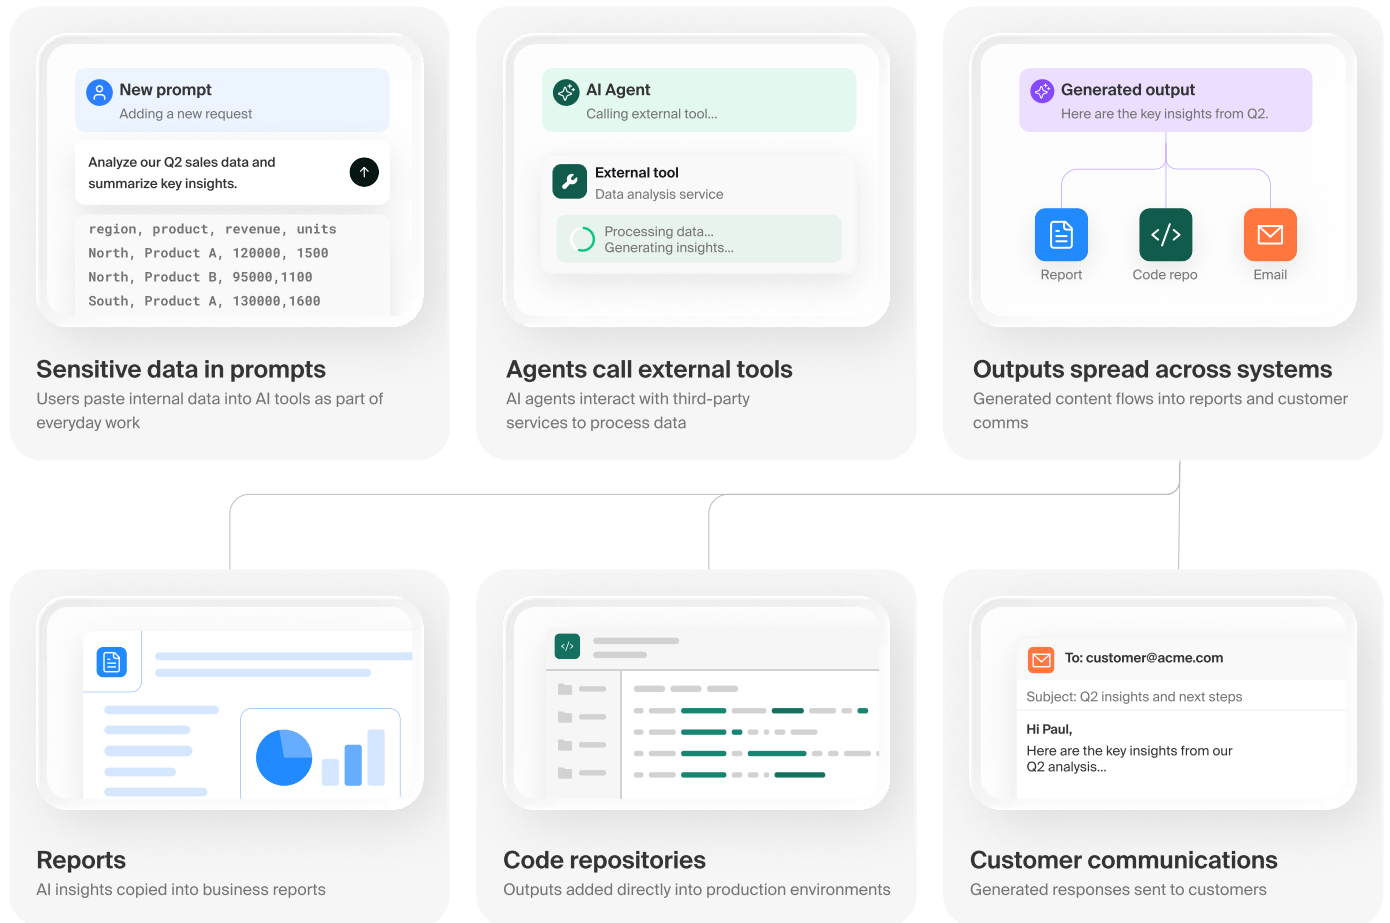 New prompt
Adding a new request
Analyze our Q2 sales data and
summarize key insights.
region, product, revenue, units
North, Product A, 120000, 1500
North, Product B, 95000,1100
South, Product A, 130000,1600
Sensitive data in prompts
Users paste internal data into AI tools as part of
everyday work
AI Agent
Calling external tool...
External tool
Data analysis service
Processing data...
Generating insights...
Agents call external tools
AI agents interact with third-party
services to process data
Generated output
Here are the key insights from Q2.
Report
Code repo
Email
Outputs spread across systems
Generated content flows into reports and customer
comms
Reports
AI insights copied into business reports
</>
Code repositories
Outputs added directly into production environments
To: customer@acme.com
Subject: Q2 insights and next steps
Hi Paul,
Here are the key insights from our
Q2 analysis...
Customer communications
Generated responses sent to customers